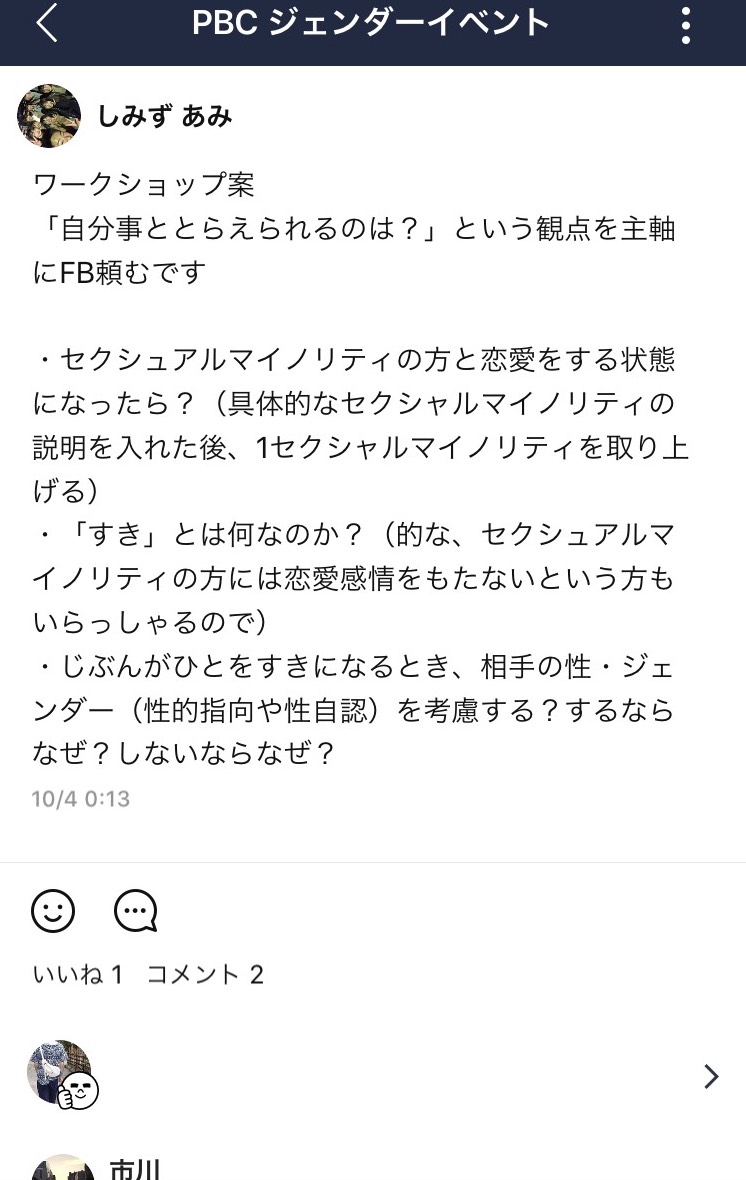 PBC ジェンダーイベント
しみず あみ
ワークショップ案
「自分事ととらえられるのは？」という観点を主軸
にFB頼むです
・セクシュアルマイノリティの方と恋愛をする状態
になったら？（具体的なセクシャルマイノリティの
説明を入れた後、1セクシャルマイノリティを取り上
げる）
・「すき」とは何なのか？（的な、セクシュアルマ
イノリティの方には恋愛感情をもたないという方も
いらっしゃるので）
・じぶんがひとをすきになるとき、相手の性・ジェ
ンダー（性的指向や性自認）を考慮する？するなら
なぜ？しないならなぜ？
10/4 0:13
いいね 1 コメント 2
市川